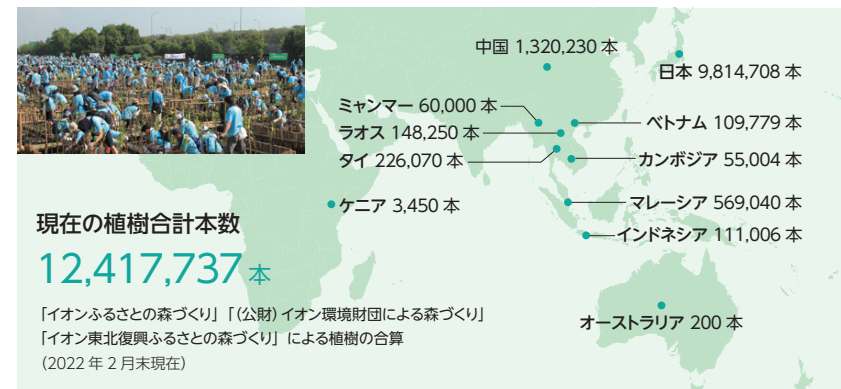 中国 1,320,230 本
日本 9,814,708 本
ミャンマー 60,000 本
ベトナム 109,779 本
ラオス 148,250 本
タイ 226,070 本
カンボジア 55,004 本
ケニア 3,450 本
マレーシア 569,040 本
インドネシア 111,006 本
オーストラリア 200 本
現在の植樹合計本数
12,417,737 本
「イオンふるさとの森づくり」「(公財) イオン環境財団による森づくり」
「イオン東北復興ふるさとの森づくり」による植樹の合算
(2022 年 2 月末現在)